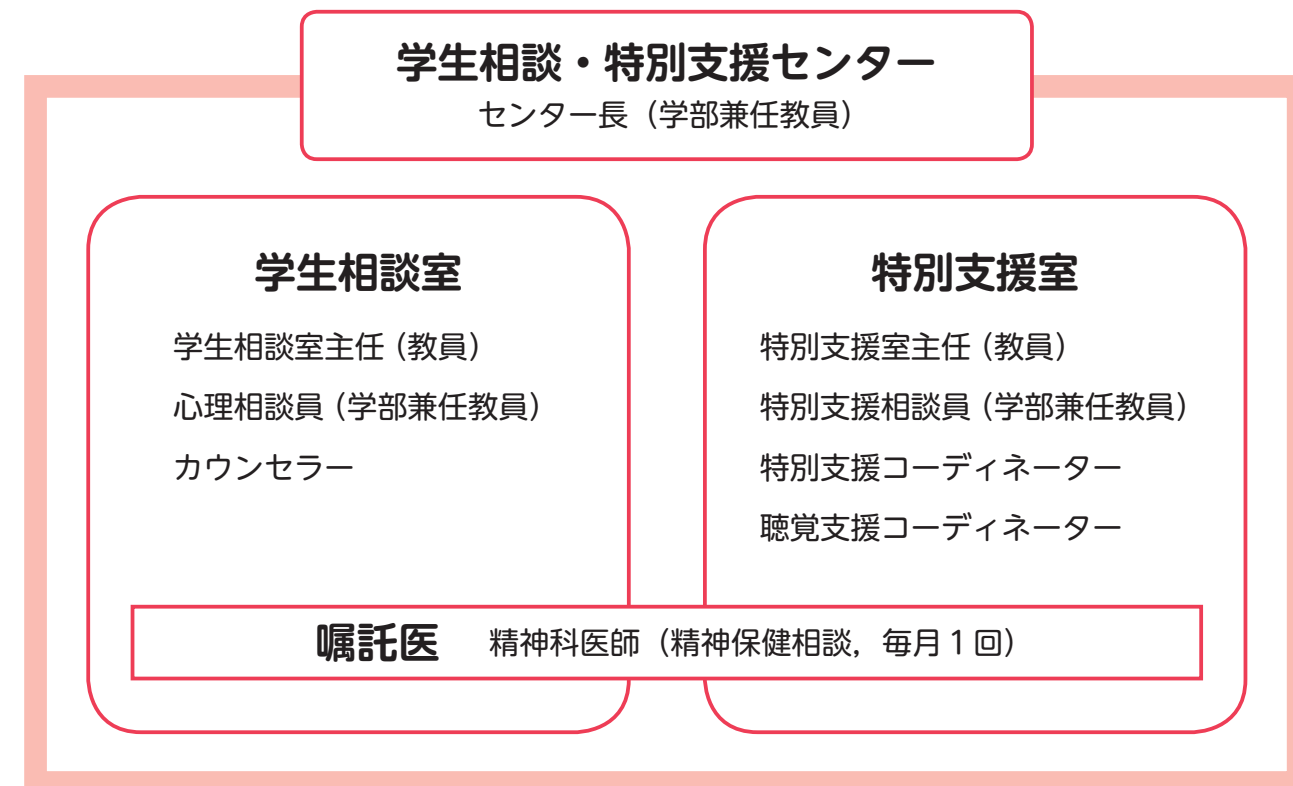 学生相談・特別支援センター
センター長（学部兼任教員）
学生相談室
学生相談室主任（教員）
心理相談員（学部兼任教員）
カウンセラー
特別支援室
特別支援室主任（教員）
特別支援相談員（学部兼任教員）
特別支援コーディネーター
聴覚支援コーディネーター
嘱託医　精神科医師（精神保健相談，毎月１回）